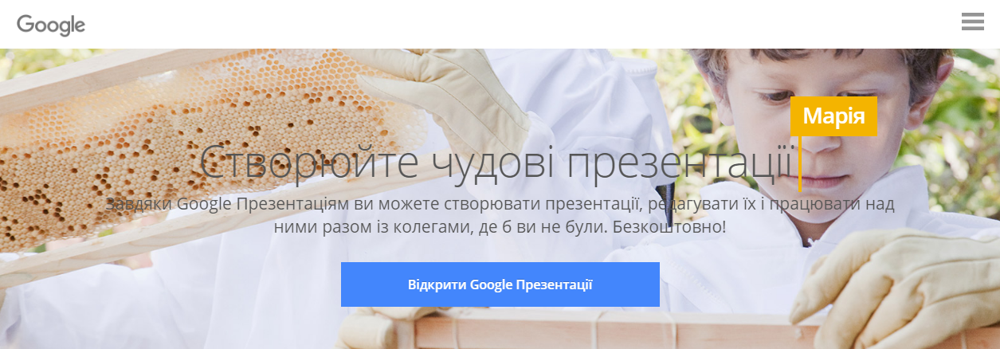 Google
Марія
Створюйте чудові презентації
Завдяки Google Презентаціям ви можете створювати презентації, редагувати їх і працювати над
ними разом із колегами, де б ви не були. Безкоштовно!
Відкрити Google Презентації